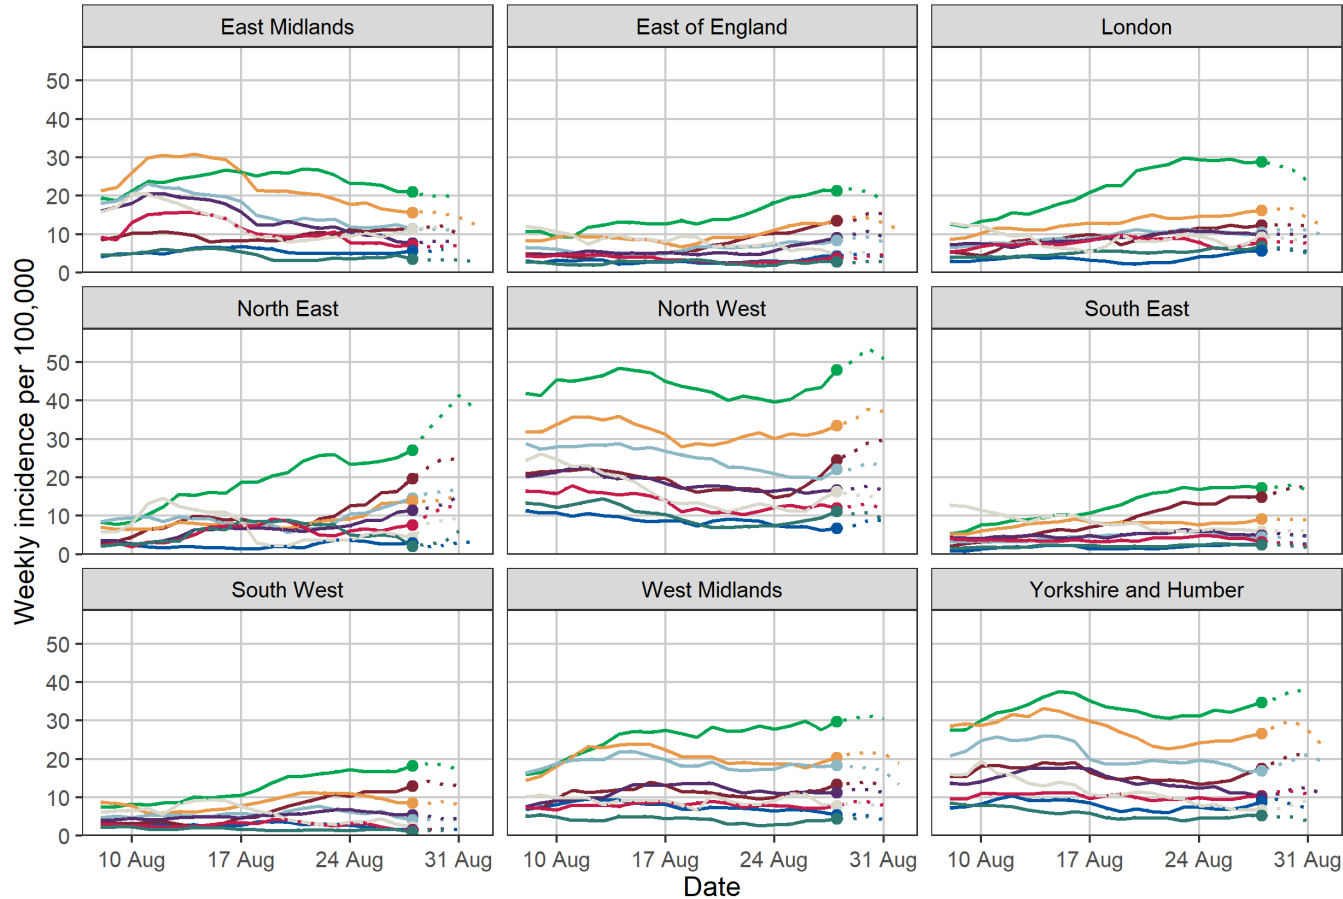 East Midlands
East of England
London
50
40
30
20
10
0
North East
North West
South East
50
40
30
20
10
0
Weekly incidence per 100,000
South West
West Midlands
Yorkshire and Humber
50
40
30
20
10
0
10 Aug 17 Aug 24 Aug 31 Aug
10 Aug 17 Aug 24 Aug 31 Aug
10 Aug 17 Aug 24 Aug 31 Aug
Date